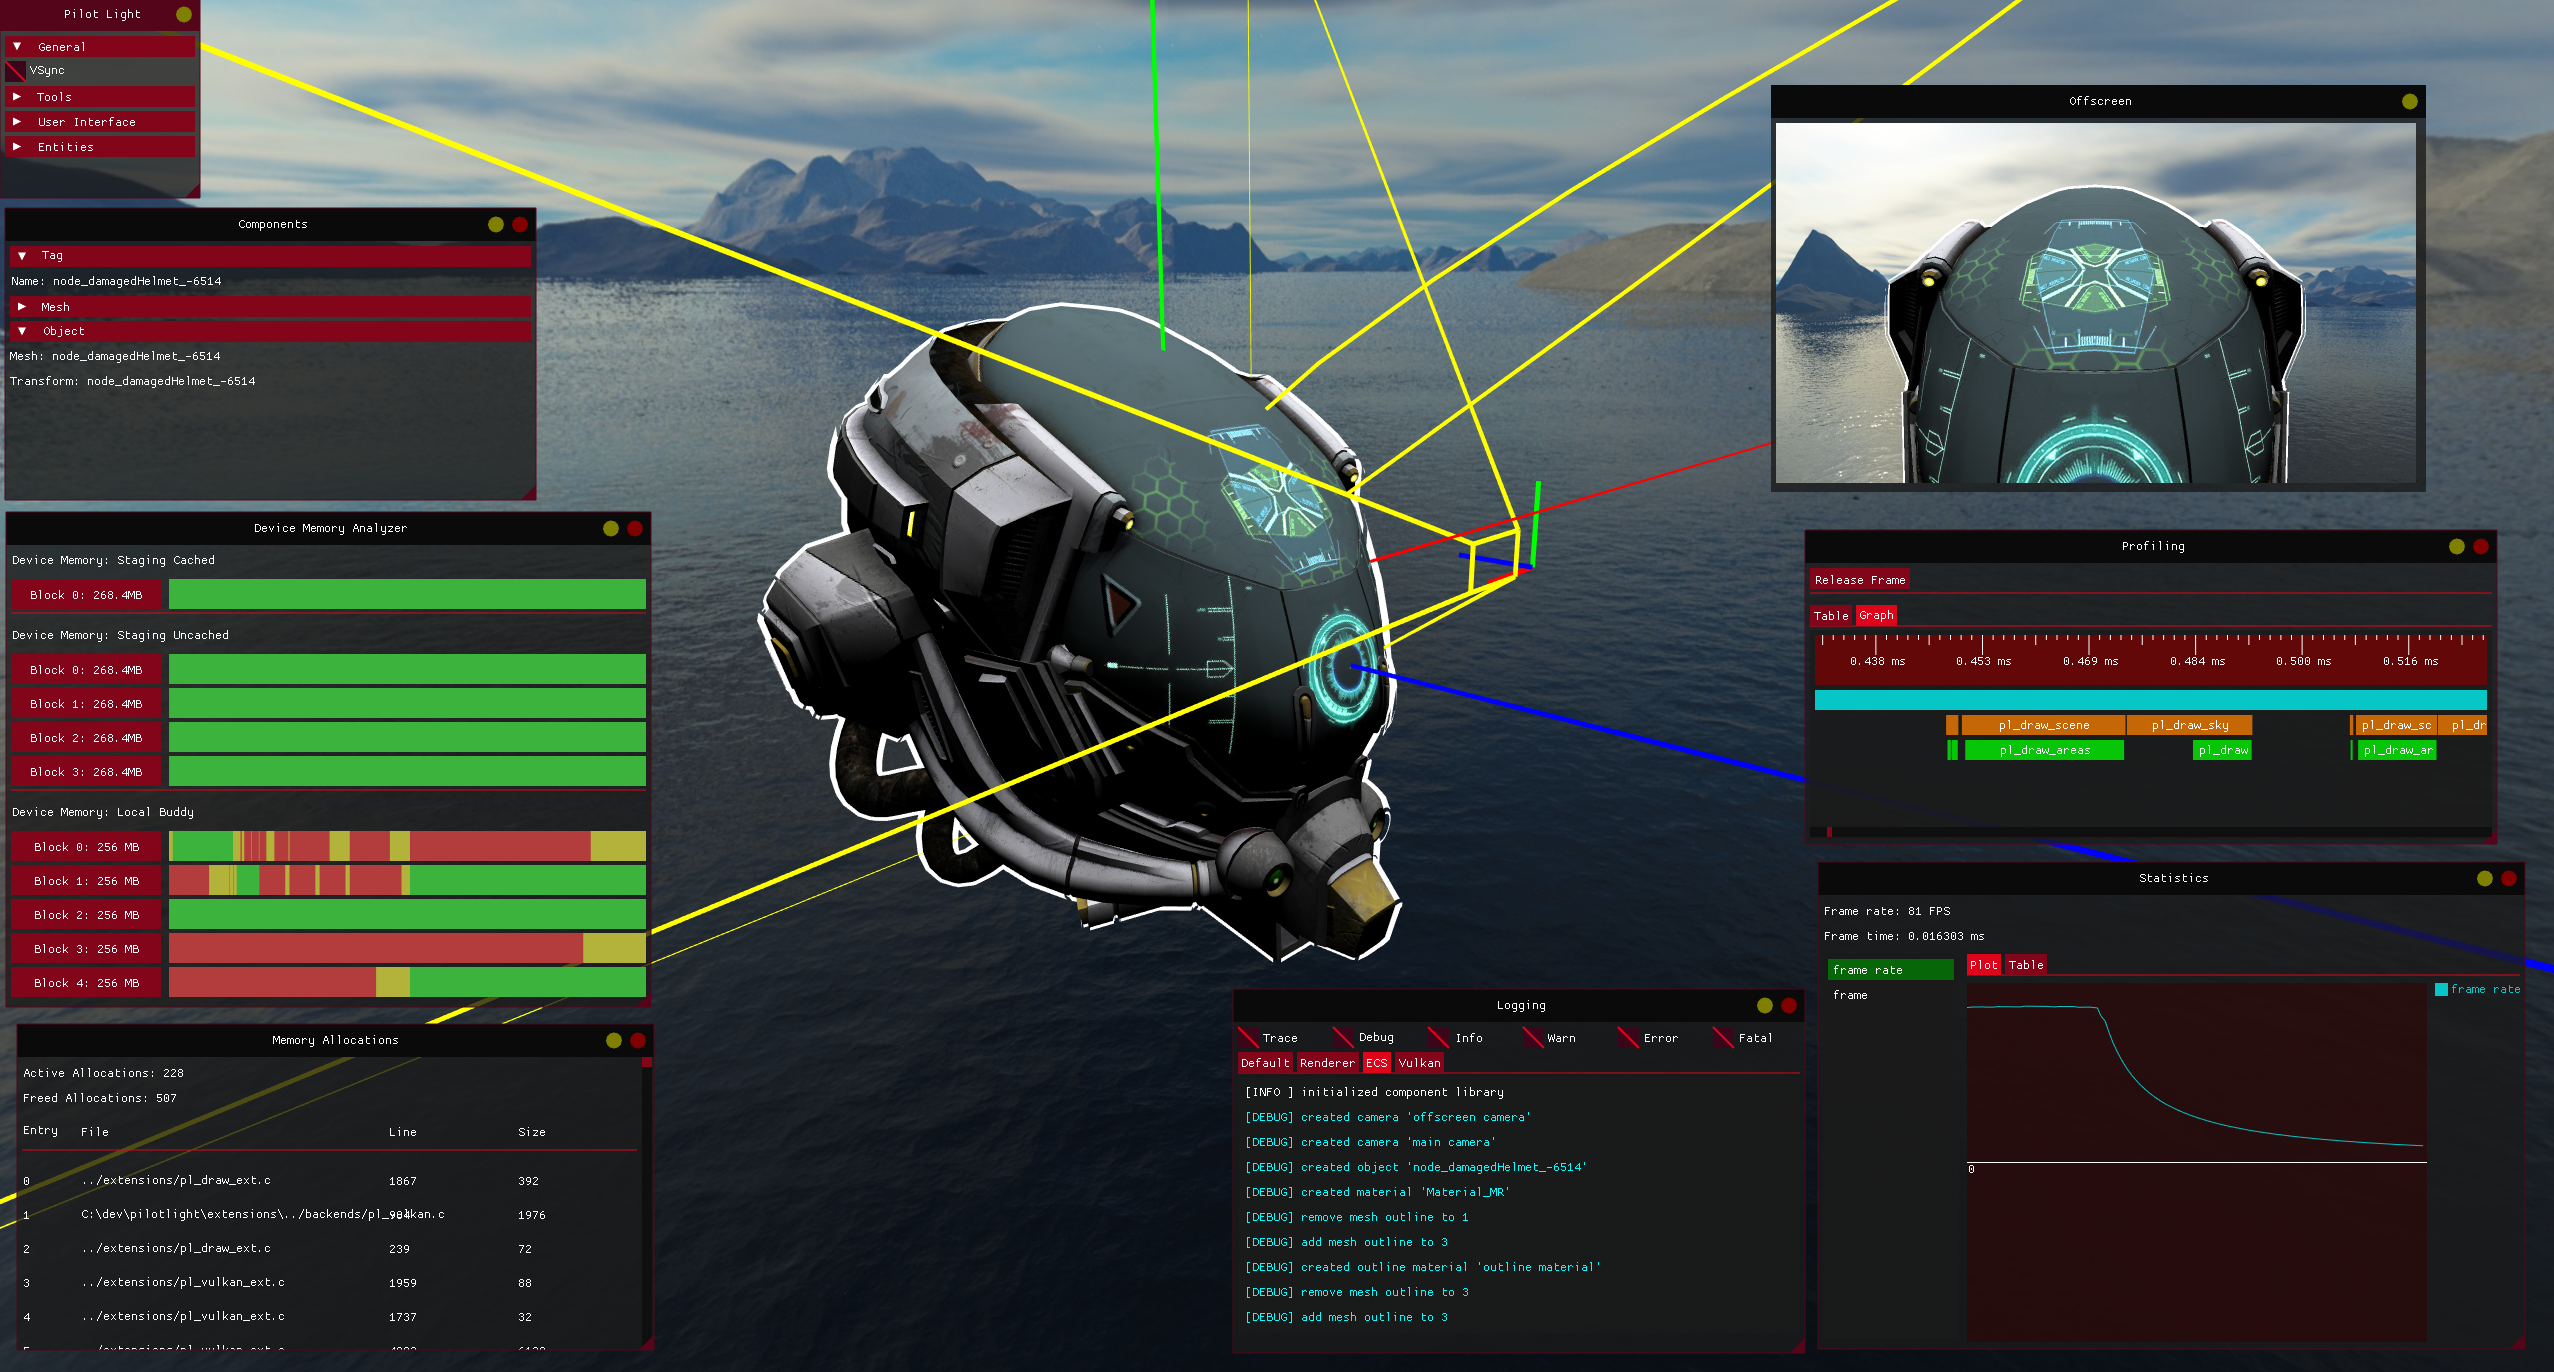 Pilot Light
General
VSync
Tools
User Interface
Entities
Components
Tag
Name: node_damagedHelmet_-6514
Mesh
Object
Mesh: node_damagedHelmet_-6514
Transform: node_damagedHelmet_-6514
Device Memory Analyzer
Device Memory: Staging Cached
Block 0: 268.4MB
Device Memory: Staging Uncached
Block 0: 268.4MB
Block 1: 268.4MB
Block 2: 268.4MB
Block 3: 268.4MB
Device Memory: Local Buddy
Block 0: 256 MB
Block 1: 256 MB
Block 2: 256 MB
Block 3: 256 MB
Block 4: 256 MB
Memory Allocations
Active Allocations: 228
Freed Allocations: 507
Entry File Line Size
0 ../extensions/pl_draw_ext.c 1867 392
1 C:\dev\pilotlight\extensions\../backends/pl_vulkan.c 1976
2 ../extensions/pl_draw_ext.c 239 72
3 ../extensions/pl_vulkan_ext.c 1959 88
4 ../extensions/pl_vulkan_ext.c 1737 32
Logging
Trace Debug Info Warn Error Fatal
Default Renderer ECS Vulkan
[INFO ] initialized component library
[DEBUG] created camera 'offscreen camera'
[DEBUG] created camera 'main camera'
[DEBUG] created object 'node_damagedHelmet_-6514'
[DEBUG] created material 'Material_MR'
[DEBUG] remove mesh outline to 1
[DEBUG] add mesh outline to 3
[DEBUG] created outline material 'outline material'
[DEBUG] remove mesh outline to 3
[DEBUG] add mesh outline to 3
Offscreen
Profiling
Release Frame
Table Graph
0.438 ms 0.453 ms 0.469 ms 0.484 ms 0.500 ms 0.516 ms
pl_draw_scene pl_draw_sky pl_draw_sc pl_dr
pl_draw_areas pl_draw pl_draw_ar
Statistics
Frame rate: 81 FPS
Frame time: 0.016303 ms
frame rate
frame
Plot Table
frame rate
0